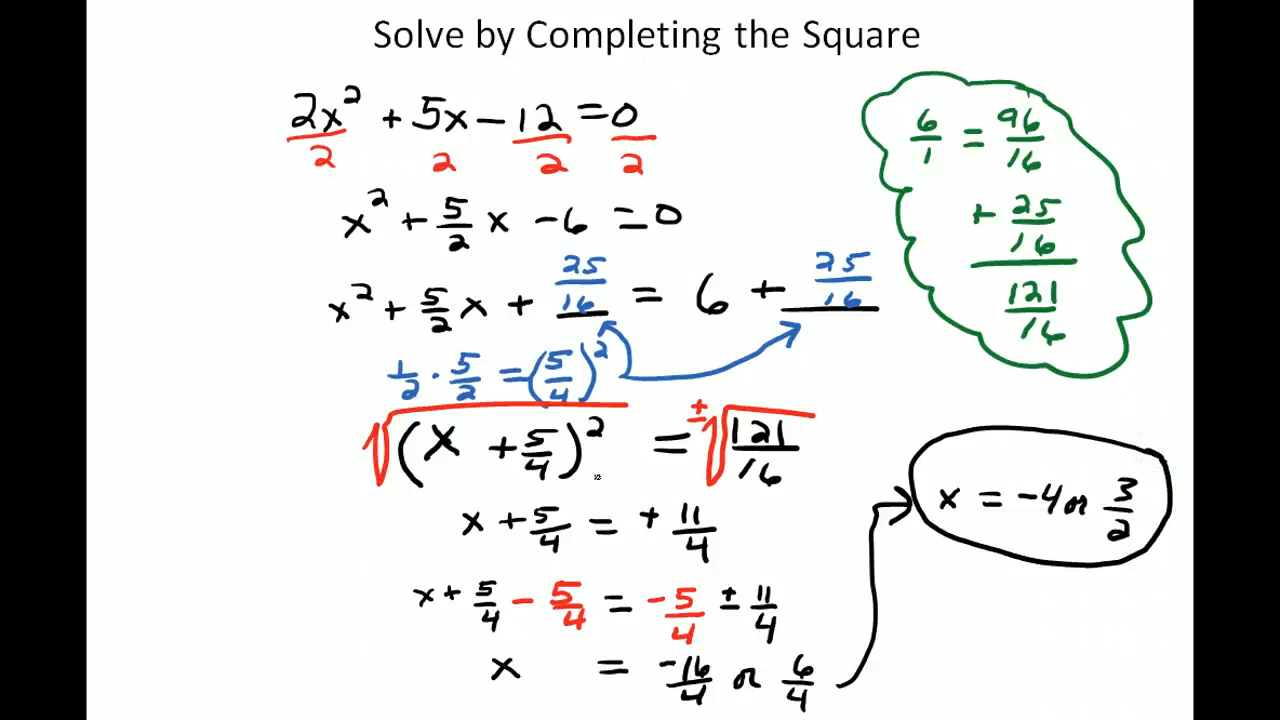 Solve by Completing the Square
2x² + 5x − 12 = 0
2 2 2 2
x² + 5/2 x − 6 = 0
x² + 5/2 x + 25/16 = 6 + 25/16
1/2 · 5/2 = (5/4)²
√(x + 5/4)² = ±√121/16
x + 5/4 = + 11/4
x + 5/4 − 5/4 = −5/4 ± 11/4
x = −16/4 or 6/4
6/1 = 96/16
+ 25/16
121/16
x = −4 or 3/2